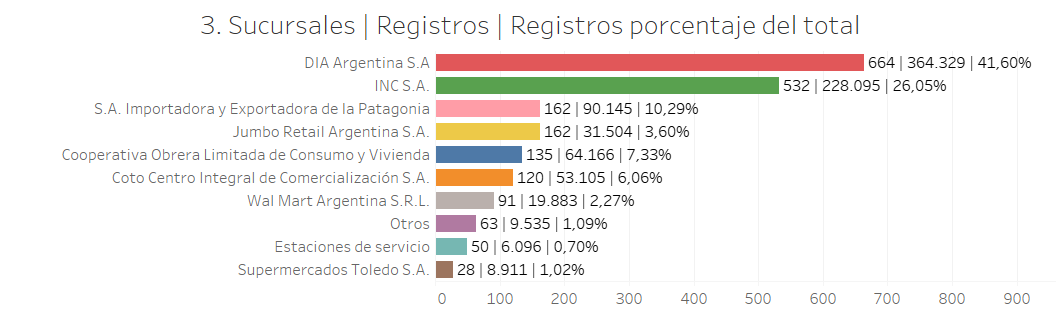 3. Sucursales | Registros | Registros porcentaje del total
DIA Argentina S.A 664 | 364.329 | 41,60%
INC S.A. 532 | 228.095 | 26,05%
S.A. Importadora y Exportadora de la Patagonia 162 | 90.145 | 10,29%
Jumbo Retail Argentina S.A. 162 | 31.504 | 3,60%
Cooperativa Obrera Limitada de Consumo y Vivienda 135 | 64.166 | 7,33%
Coto Centro Integral de Comercialización S.A. 120 | 53.105 | 6,06%
Wal Mart Argentina S.R.L. 91 | 19.883 | 2,27%
Otros 63 | 9.535 | 1,09%
Estaciones de servicio 50 | 6.096 | 0,70%
Supermercados Toledo S.A. 28 | 8.911 | 1,02%
0 100 200 300 400 500 600 700 800 900